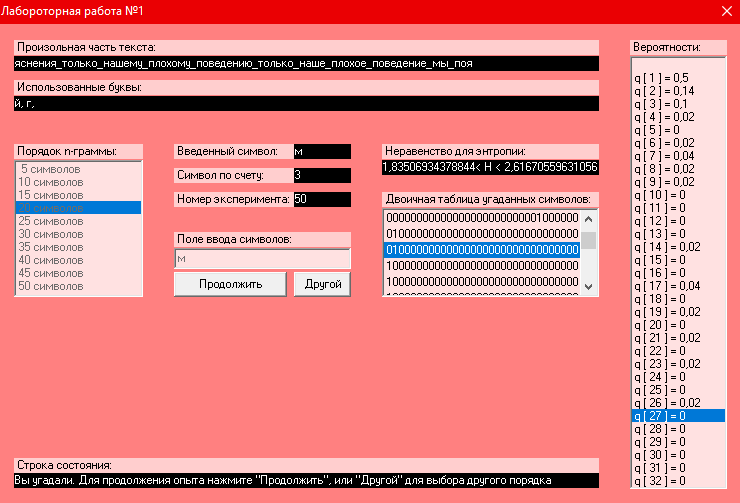 Лабороторная работа №1
Произольная часть текста:
яснения_только_нашему_плохому_поведению_только_наше_плохое_поведение_мы_поя
Использованные буквы:
й, г,
Порядок n-граммы:
5 символов
10 символов
15 символов
20 символов
25 символов
30 символов
35 символов
40 символов
45 символов
50 символов
Введенный символ: м
Символ по счету: 3
Номер эксперимента: 50
Поле ввода символов:
м
Продолжить
Другой
Неравенство для энтропии:
1,83506934378844< H < 2,61670559631056
Двоичная таблица угаданных символов:
Вероятности:
q [ 1 ] = 0,5
q [ 2 ] = 0,14
q [ 3 ] = 0,1
q [ 4 ] = 0,02
q [ 5 ] = 0
q [ 6 ] = 0,02
q [ 7 ] = 0,04
q [ 8 ] = 0,02
q [ 9 ] = 0,02
q [ 10 ] = 0
q [ 11 ] = 0
q [ 12 ] = 0
q [ 13 ] = 0
q [ 14 ] = 0,02
q [ 15 ] = 0
q [ 16 ] = 0
q [ 17 ] = 0,04
q [ 18 ] = 0
q [ 19 ] = 0,02
q [ 20 ] = 0
q [ 21 ] = 0,02
q [ 22 ] = 0
q [ 23 ] = 0,02
q [ 24 ] = 0
q [ 25 ] = 0
q [ 26 ] = 0,02
q [ 27 ] = 0
q [ 28 ] = 0
q [ 29 ] = 0
q [ 30 ] = 0
q [ 31 ] = 0
q [ 32 ] = 0
Строка состояния:
Вы угадали. Для продолжения опыта нажмите "Продолжить", или "Другой" для выбора другого порядка